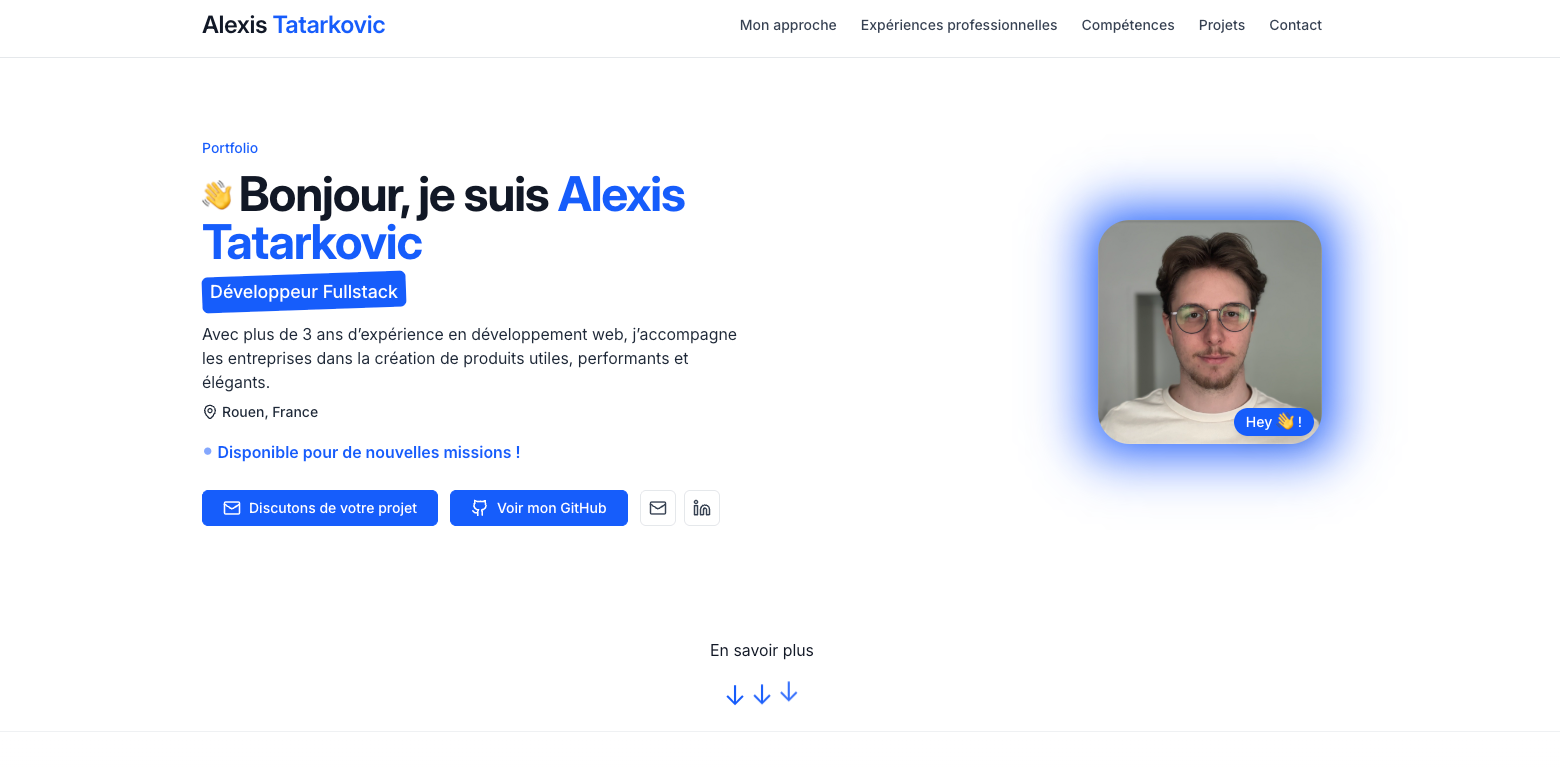 Alexis Tatarkovic
Mon approche
Expériences professionnelles
Compétences
Projets
Contact
Portfolio
👋 Bonjour, je suis Alexis
Tatarkovic
Développeur Fullstack
Avec plus de 3 ans d’expérience en développement web, j’accompagne
les entreprises dans la création de produits utiles, performants et
élégants.
Rouen, France
Disponible pour de nouvelles missions !
Discutons de votre projet
Voir mon GitHub
Hey 👋 !
En savoir plus